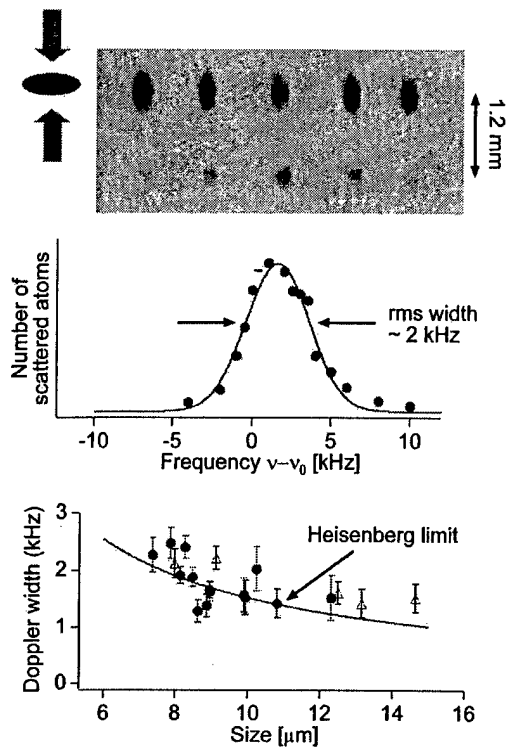 1.2 mm
Number of
scattered atoms
rms width
~ 2 kHz
-10 -5 0 5 10
Frequency ν–ν0 [kHz]
Doppler width (kHz)
3
2
1
0
Heisenberg limit
6 8 10 12 14 16
Size [μm]